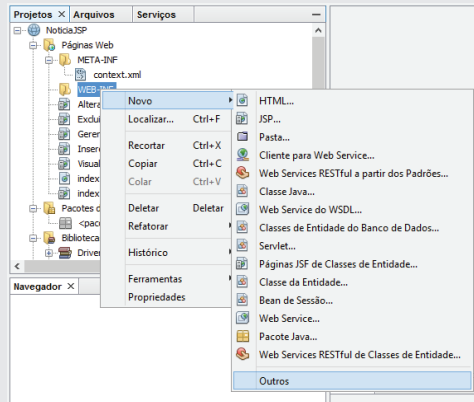 Projetos × Arquivos Serviços
NoticiaJSP
Páginas Web
META-INF
context.xml
WEB-INF
Altera
Exclui
Geren
Insere
Visual
index
index
Pacotes d
<paco
Biblioteca
Driver
Navegador ×
Novo
Localizar... Ctrl+F
Recortar Ctrl+X
Copiar Ctrl+C
Colar Ctrl+V
Deletar Deletar
Refatorar
Histórico
Ferramentas
Propriedades
HTML...
JSP...
Pasta...
Cliente para Web Service...
Web Services RESTful a partir dos Padrões...
Classe Java...
Web Service do WSDL...
Classes de Entidade do Banco de Dados...
Servlet...
Páginas JSF de Classes de Entidade...
Classe da Entidade...
Bean de Sessão...
Web Service...
Pacote Java...
Web Services RESTful de Classes de Entidade...
Outros